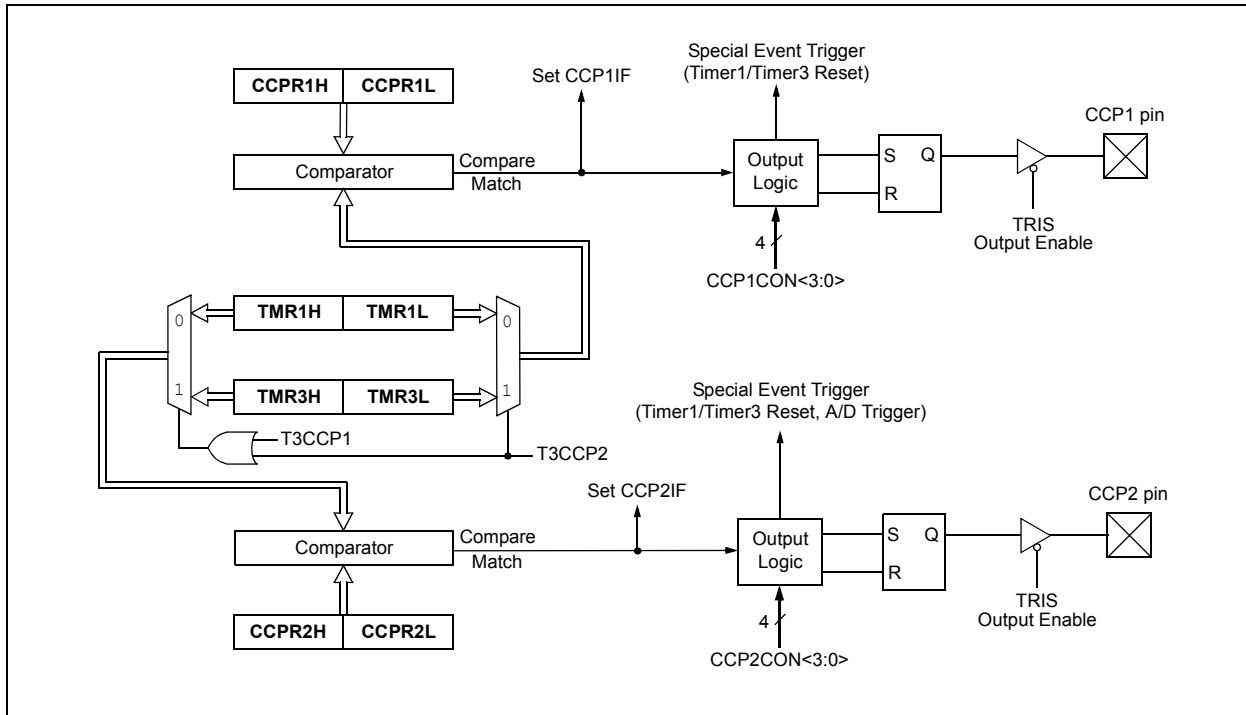 Special Event Trigger
(Timer1/Timer3 Reset)
Set CCP1IF
CCPR1H CCPR1L
CCP1 pin
Comparator
Compare
Match
Output
Logic
S Q
R
TRIS
Output Enable
4
CCP1CON<3:0>
0 TMR1H TMR1L 0
1 TMR3H TMR3L 1
T3CCP1
T3CCP2
Special Event Trigger
(Timer1/Timer3 Reset, A/D Trigger)
Set CCP2IF
CCP2 pin
Comparator
Compare
Match
Output
Logic
S Q
R
TRIS
Output Enable
4
CCPR2H CCPR2L
CCP2CON<3:0>